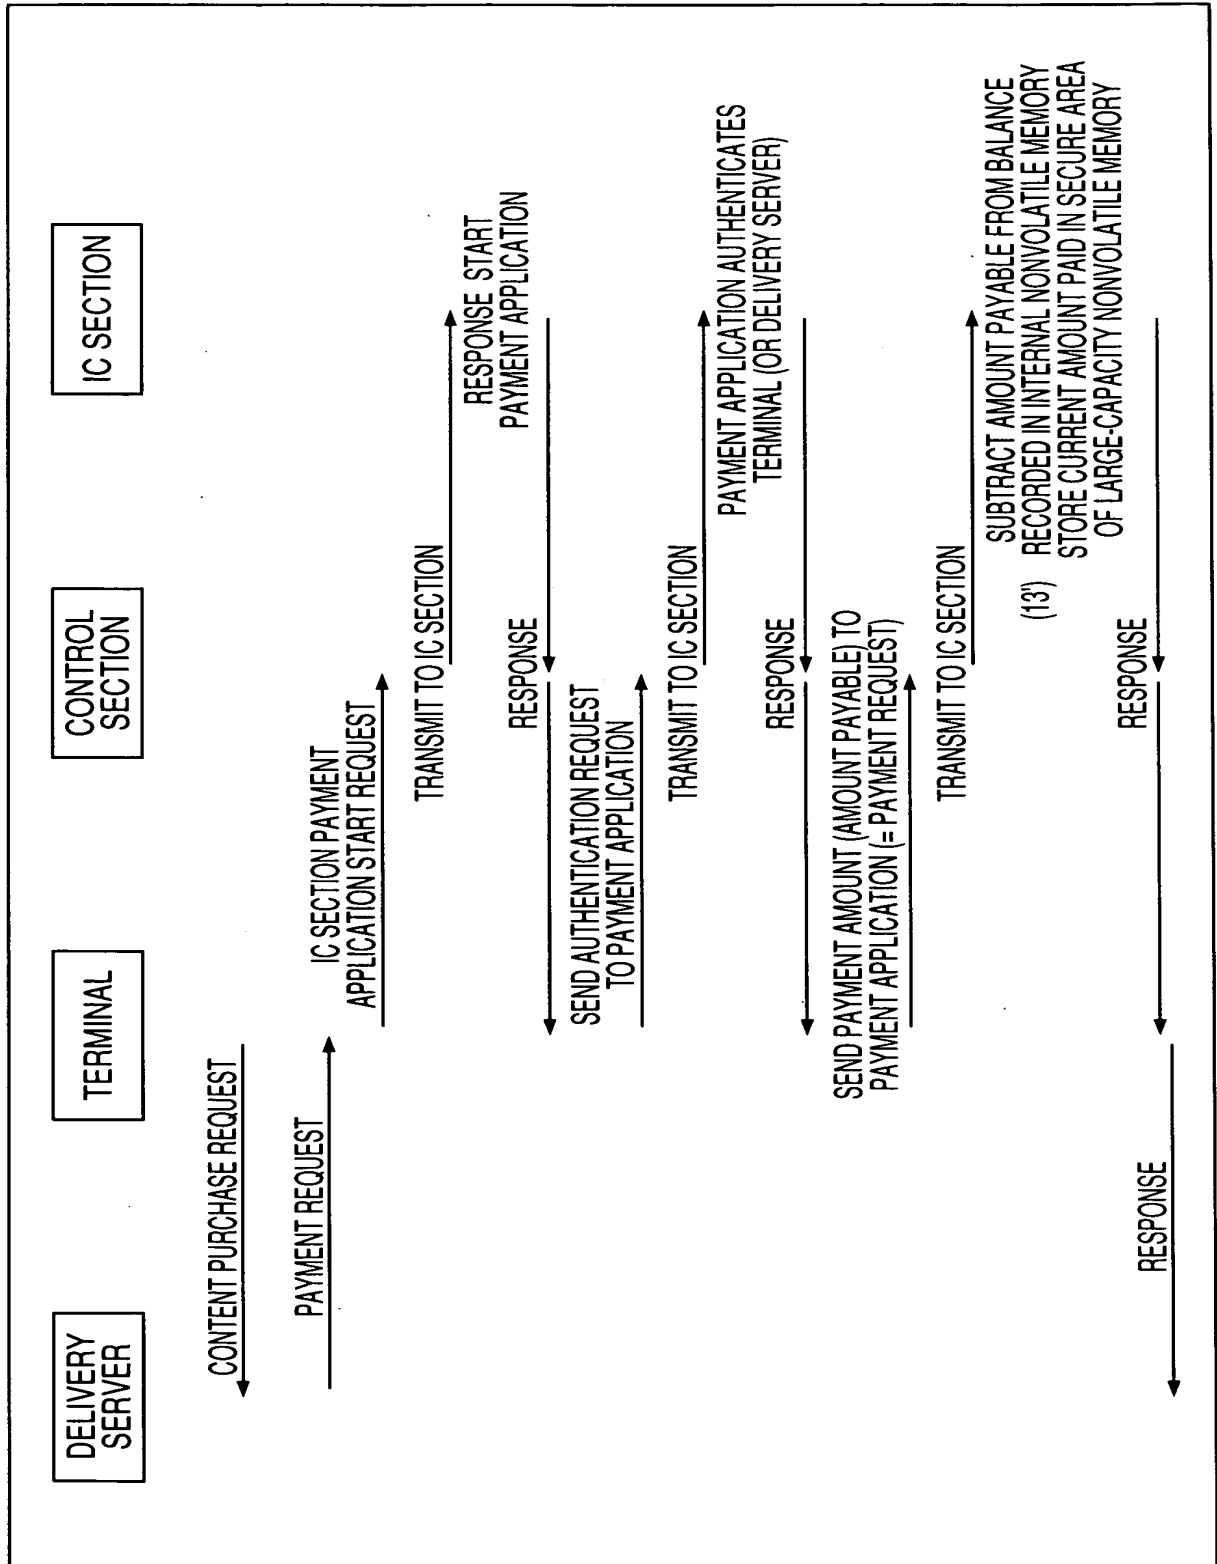 DELIVERY
SERVER
TERMINAL
CONTROL
SECTION
IC SECTION
CONTENT PURCHASE REQUEST
PAYMENT REQUEST
IC SECTION PAYMENT
APPLICATION START REQUEST
TRANSMIT TO IC SECTION
RESPONSE START
PAYMENT APPLICATION
RESPONSE
SEND AUTHENTICATION REQUEST
TO PAYMENT APPLICATION
TRANSMIT TO IC SECTION
PAYMENT APPLICATION AUTHENTICATES
TERMINAL (OR DELIVERY SERVER)
RESPONSE
SEND PAYMENT AMOUNT (AMOUNT PAYABLE) TO
PAYMENT APPLICATION (= PAYMENT REQUEST)
TRANSMIT TO IC SECTION
SUBTRACT AMOUNT PAYABLE FROM BALANCE
(13') RECORDED IN INTERNAL NONVOLATILE MEMORY
STORE CURRENT AMOUNT PAID IN SECURE AREA
OF LARGE-CAPACITY NONVOLATILE MEMORY
RESPONSE
RESPONSE